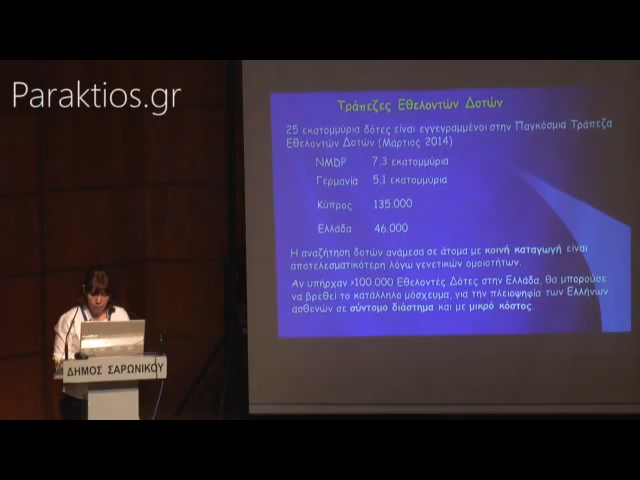 Paraktios.gr
Τράπεζες Εθελοντών Δοτών
25 εκατομμύρια δότες είναι εγγεγραμμένοι στην Παγκόσμια Τράπεζα
Εθελοντών Δοτών (Μάρτιος 2014)
NMDP 7,3 εκατομμύρια
Γερμανία 5,1 εκατομμύρια
Κύπρος 135.000
Ελλάδα 46.000
Η αναζήτηση δοτών ανάμεσα σε άτομα με κοινή καταγωγή είναι
αποτελεσματικότερη λόγω γενετικών ομοιοτήτων.
Αν υπήρχαν >100.000 Εθελοντές Δότες στην Ελλάδα, θα μπορούσε
να βρεθεί το κατάλληλο μόσχευμα, για την πλειοψηφία των Ελλήνων
ασθενών σε σύντομο διάστημα και με μικρό κόστος.
ΔΗΜΟΣ ΣΑΡΩΝΙΚΟΥ